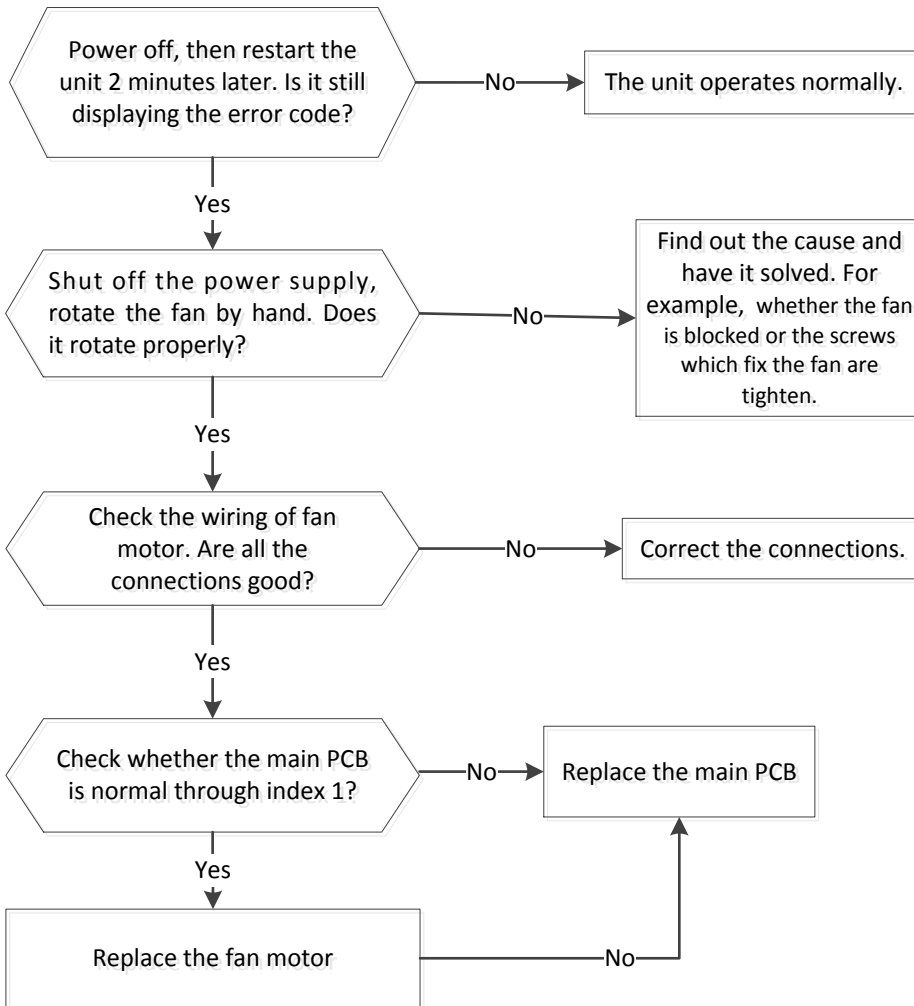 Power off, then restart the
unit 2 minutes later. Is it still
displaying the error code?
No
The unit operates normally.
Yes
Shut off the power supply,
rotate the fan by hand. Does
it rotate properly?
No
Find out the cause and
have it solved. For
example, whether the fan
is blocked or the screws
which fix the fan are
tighten.
Yes
Check the wiring of fan
motor. Are all the
connections good?
No
Correct the connections.
Yes
Check whether the main PCB
is normal through index 1?
No
Replace the main PCB
Yes
Replace the fan motor
No